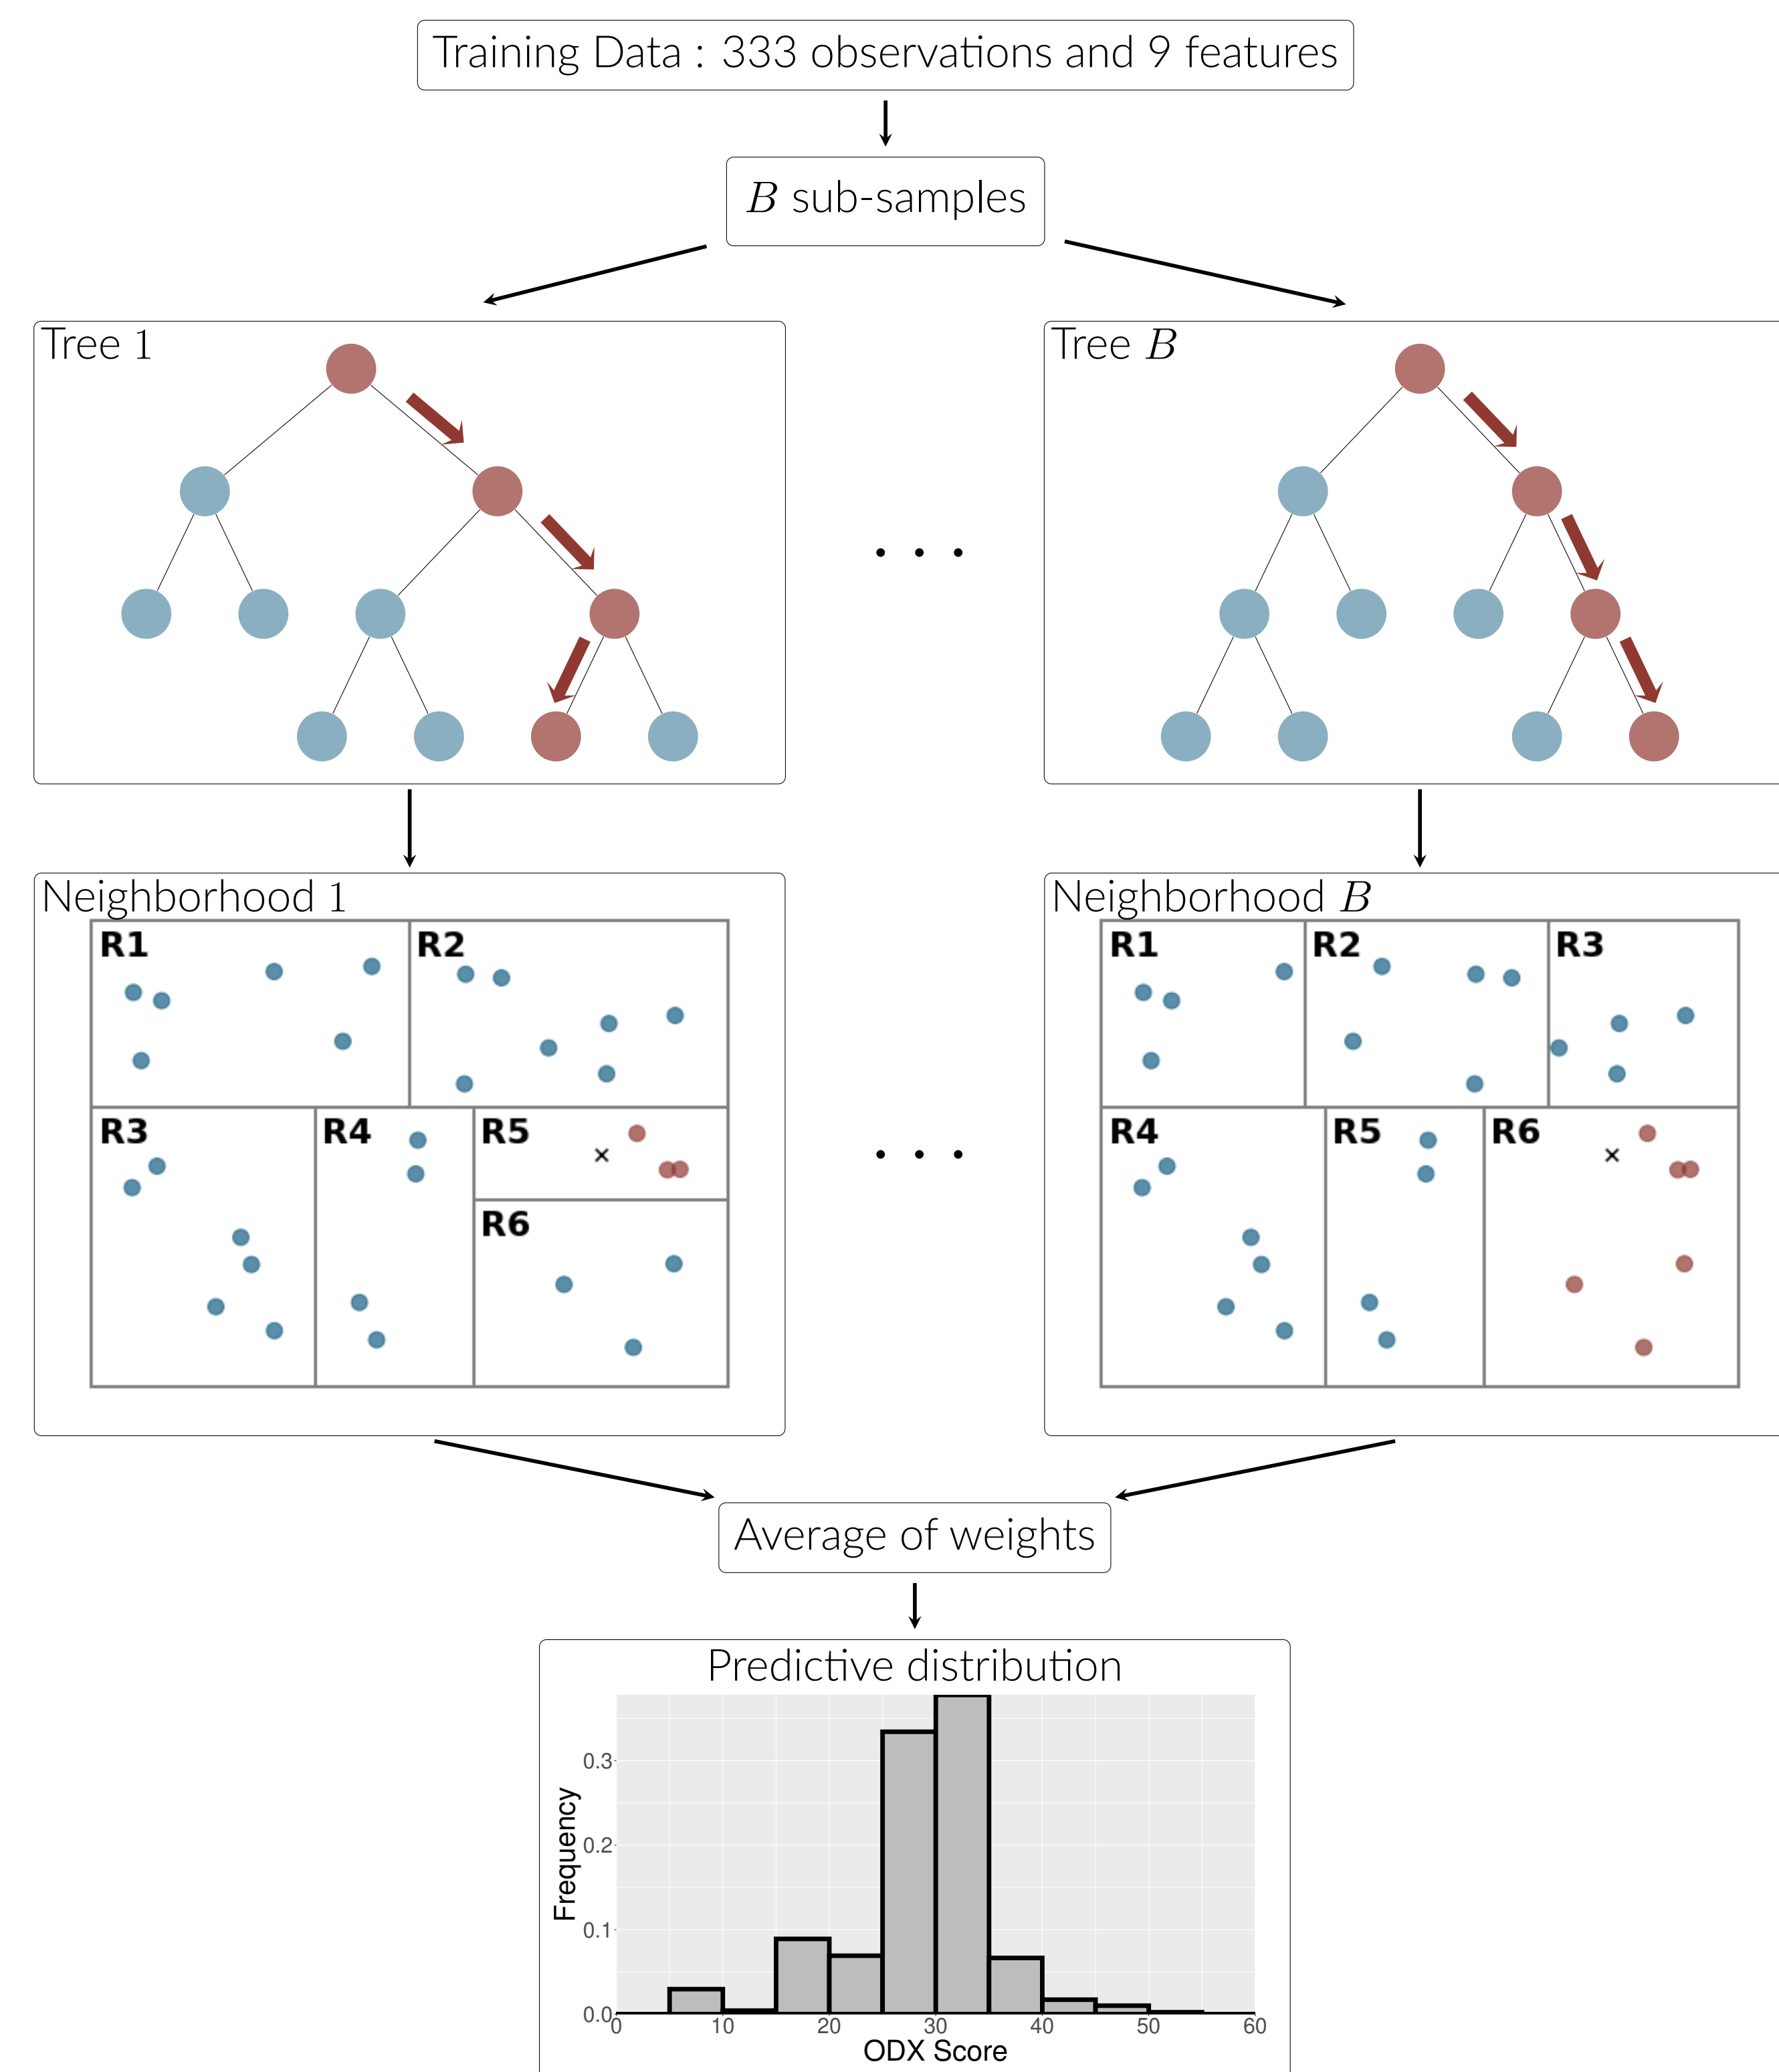 Training Data : 333 observations and 9 features
B sub-samples
Tree 1
Tree B
Neighborhood 1
R1
R2
R3
R4
R5
R6
Neighborhood B
R1
R2
R3
R4
R5
R6
Average of weights
Predictive distribution
Frequency
0.3
0.2
0.1
0.0
0 10 20 30 40 50 60
ODX Score